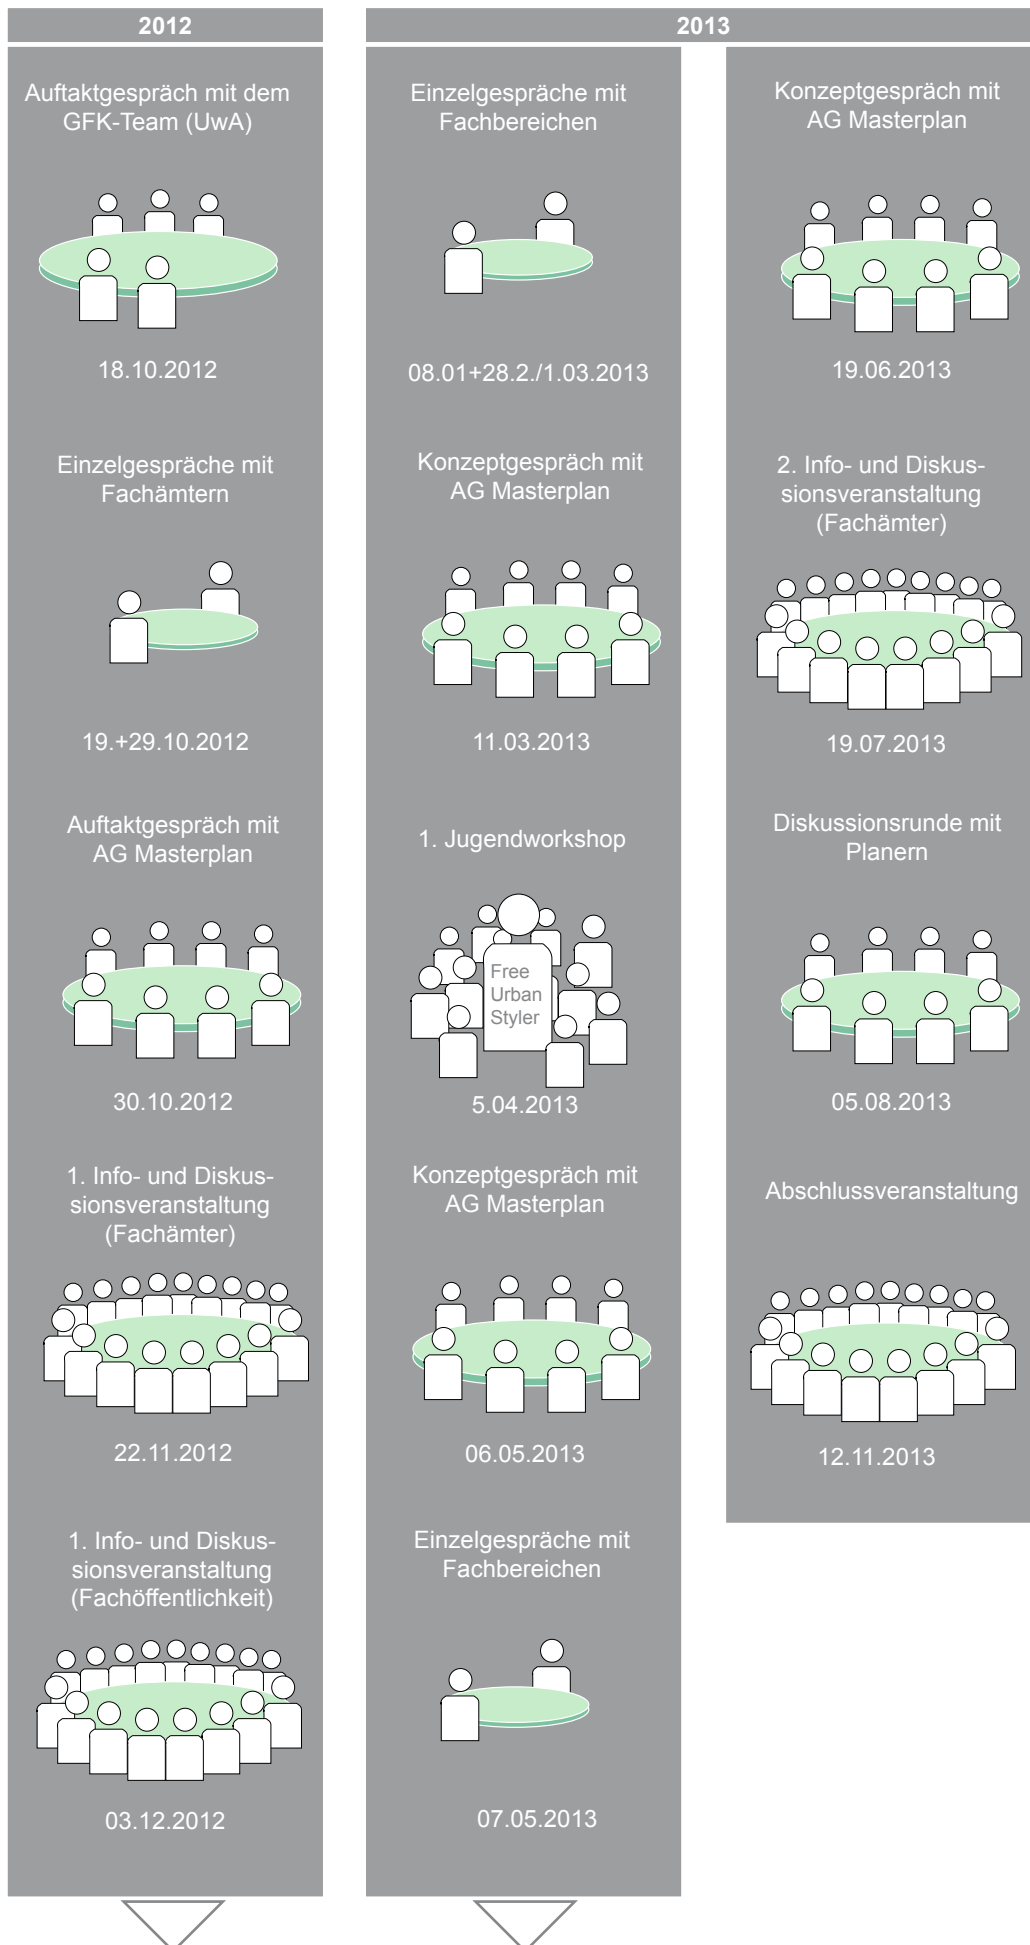 2012
Auftaktgespräch mit dem
GFK-Team (UwA)
18.10.2012
Einzelgespräche mit
Fachämtern
19.+29.10.2012
Auftaktgespräch mit
AG Masterplan
30.10.2012
1. Info- und Diskus-
sionsveranstaltung
(Fachämter)
22.11.2012
1. Info- und Diskus-
sionsveranstaltung
(Fachöffentlichkeit)
03.12.2012
2013
Einzelgespräche mit
Fachbereichen
08.01+28.2./1.03.2013
Konzeptgespräch mit
AG Masterplan
11.03.2013
1. Jugendworkshop
Free
Urban
Styler
5.04.2013
Konzeptgespräch mit
AG Masterplan
06.05.2013
Einzelgespräche mit
Fachbereichen
07.05.2013
Konzeptgespräch mit
AG Masterplan
19.06.2013
2. Info- und Diskus-
sionsveranstaltung
(Fachämter)
19.07.2013
Diskussionsrunde mit
Planern
05.08.2013
Abschlussveranstaltung
12.11.2013